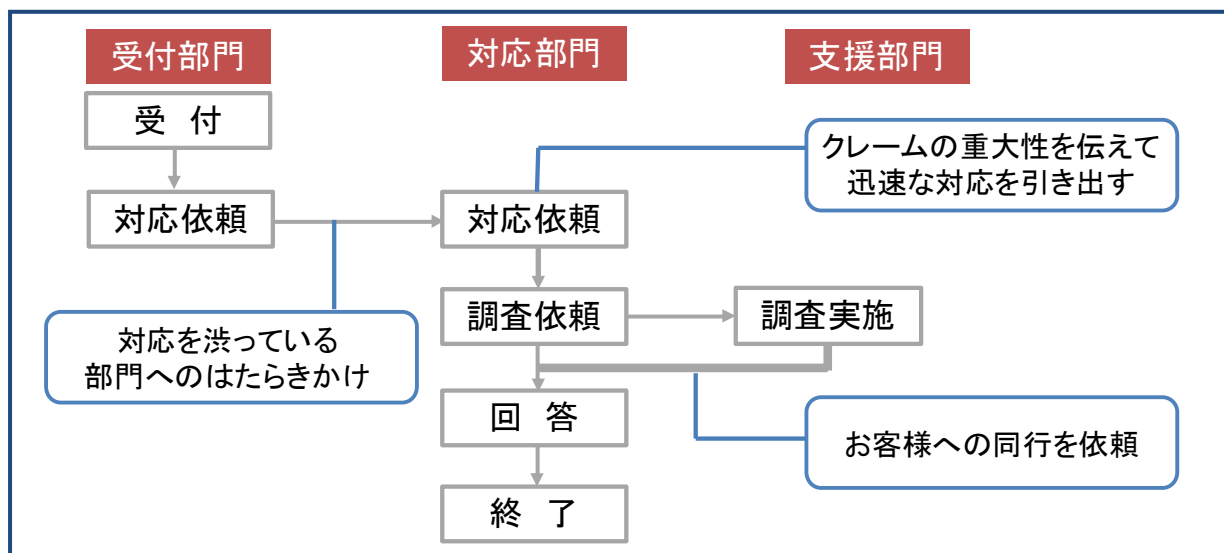 受付部門
対応部門
支援部門
受 付
クレームの重大性を伝えて
迅速な対応を引き出す
対応依頼
対応依頼
調査依頼
調査実施
対応を渋っている
部門へのはたらきかけ
回 答
お客様への同行を依頼
終 了